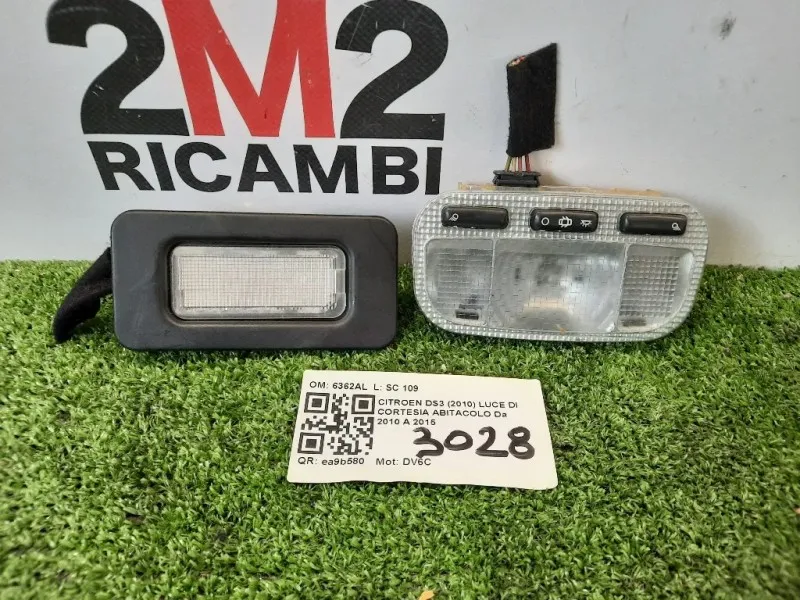 2M2
RICAMBI
OM: 6362AL L: SC 109
CITROEN DS3 (2010) LUCE DI
CORTESIA ABITACOLO Da
2010 A 2015
3028
QR: ea9b580 Mot: DV6C